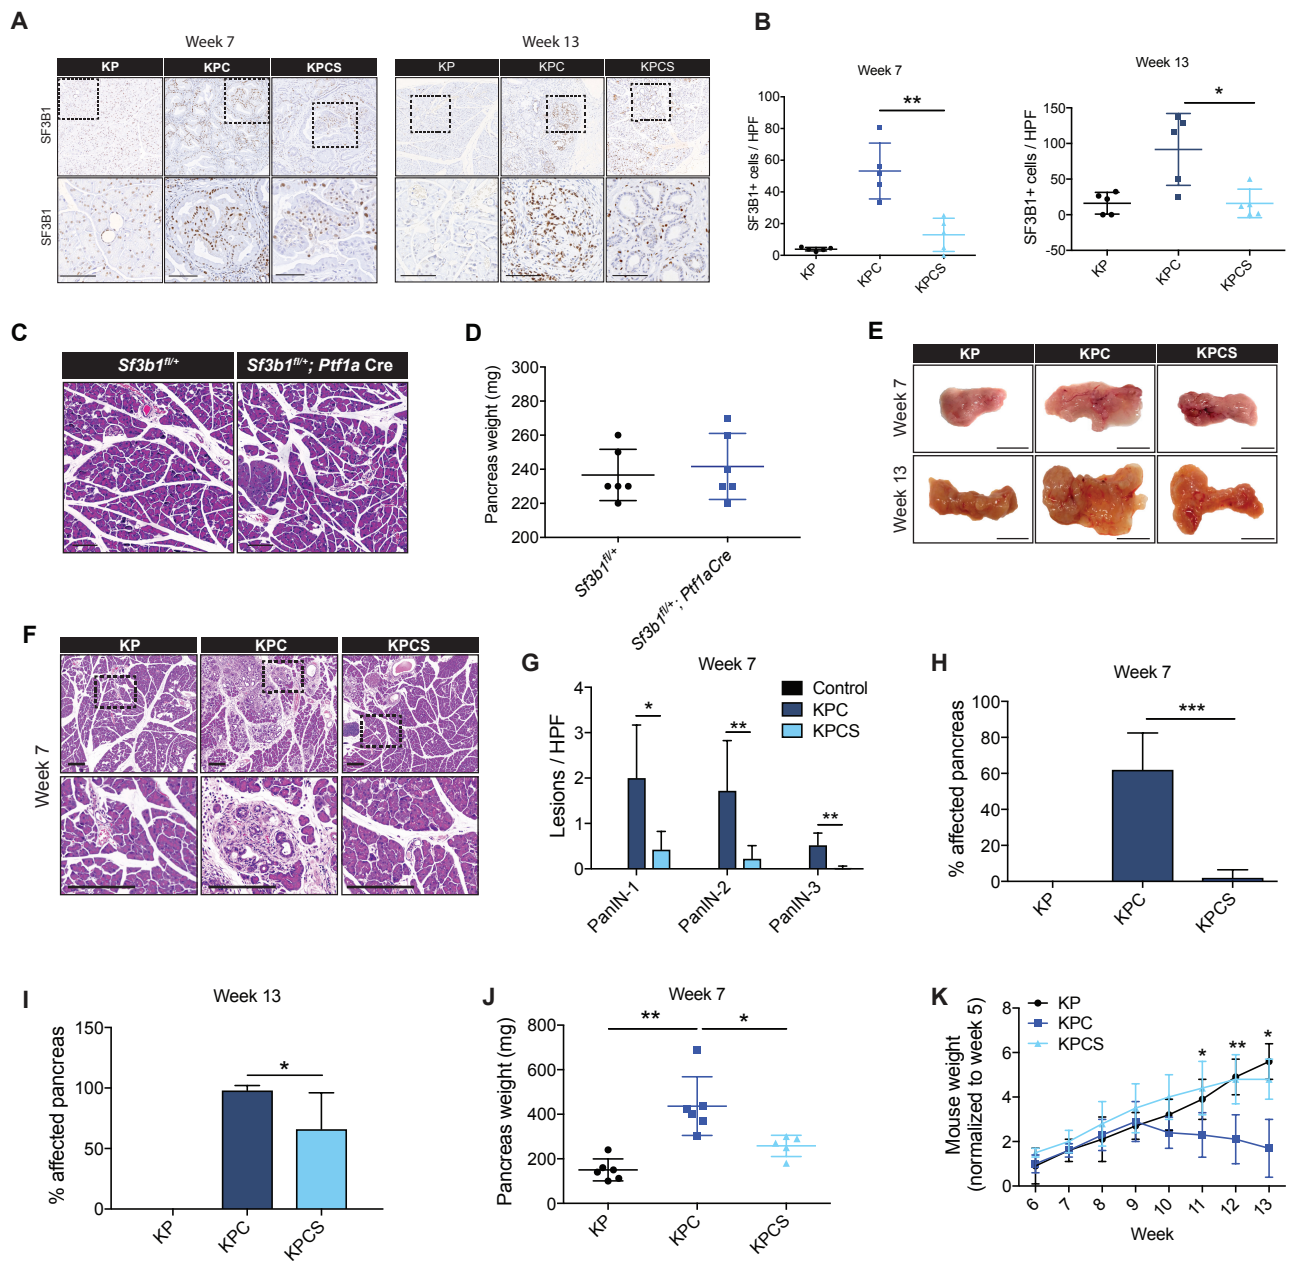 A
Week 7
Week 13
KP KPC KPCS
KP KPC KPCS
SF3B1
SF3B1
SF3B1
SF3B1
B
Week 7
SF3B1+ cells / HPF
100
80
60
40
20
0
**
KP KPC KPCS
Week 13
SF3B1+ cells / HPF
150
100
50
0
-50
*
KP KPC KPCS
C
Sf3b1fl/+
Sf3b1fl/+; Ptf1a Cre
D
Pancreas weight (mg)
300
280
260
240
220
200
Sf3b1fl/+
Sf3b1fl/+; Ptf1aCre
E
KP KPC KPCS
Week 7
Week 13
F
KP KPC KPCS
Week 7
G
Week 7
Lesions / HPF
4
3
2
1
0
* ** **
PanIN-1 PanIN-2 PanIN-3
Control
KPC
KPCS
H
Week 7
% affected pancreas
100
80
60
40
20
0
***
KP KPC KPCS
I
Week 13
% affected pancreas
150
100
50
0
*
KP KPC KPCS
J
Week 7
Pancreas weight (mg)
800
600
400
200
0
** *
KP KPC KPCS
K
Mouse weight
(normalized to week 5)
8
6
4
2
0
KP
KPC
KPCS
* ** *
6 7 8 9 10 11 12 13
Week